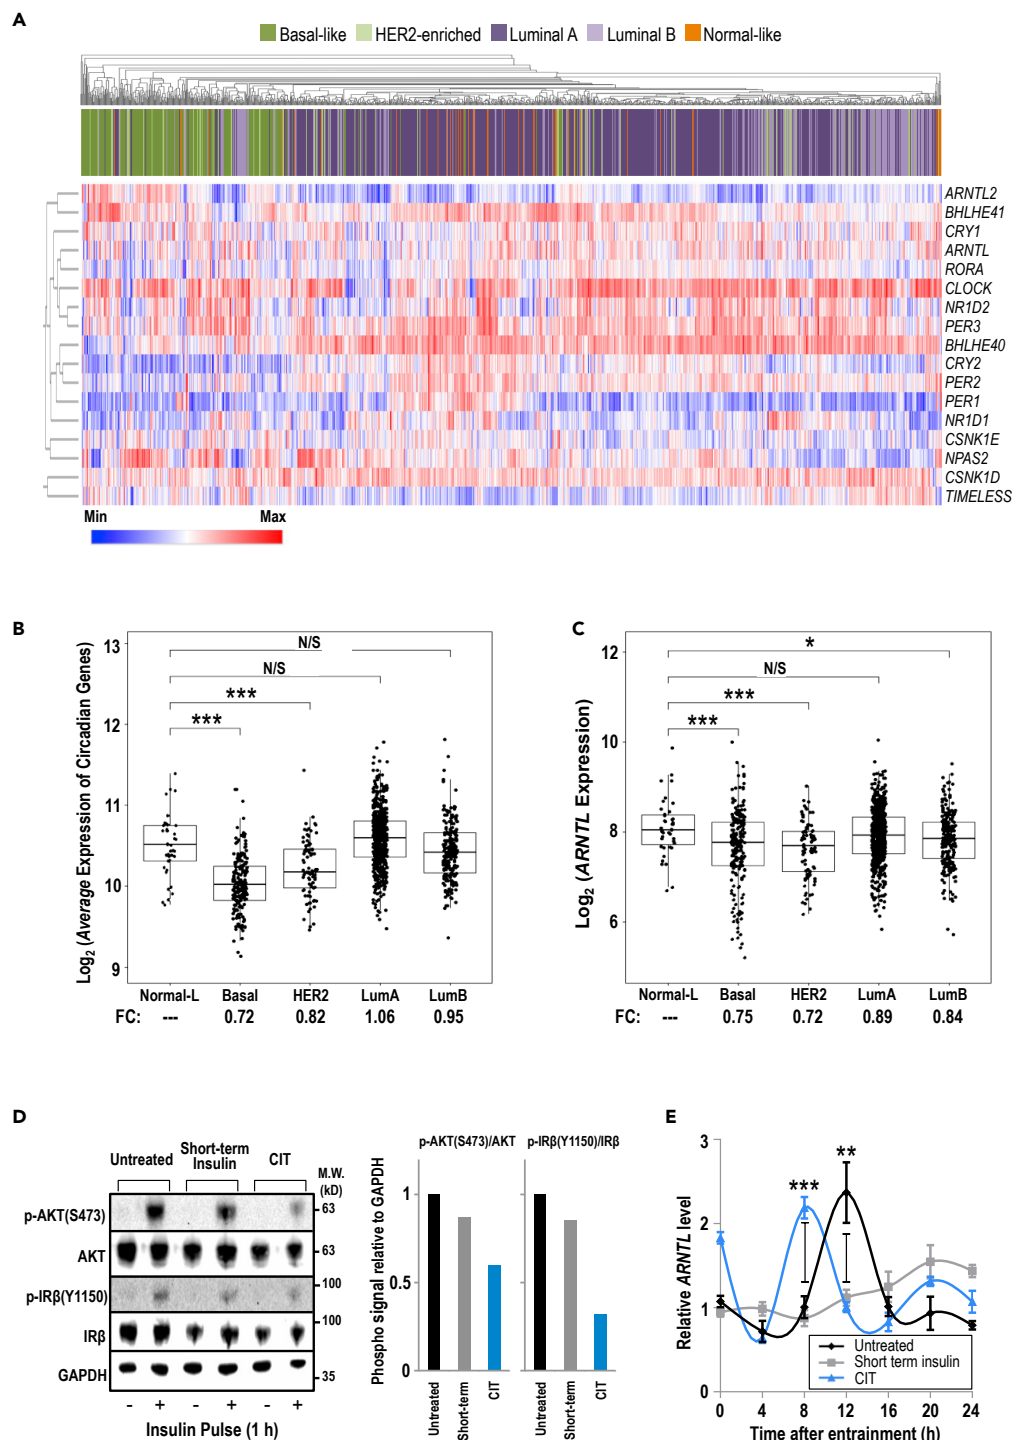 A
Basal-like HER2-enriched Luminal A Luminal B Normal-like
ARNTL2
BHLHE41
CRY1
ARNTL
RORA
CLOCK
NR1D2
PER3
BHLHE40
CRY2
PER2
PER1
NR1D1
CSNK1E
NPAS2
CSNK1D
TIMELESS
Min Max
B
Log2 (Average Expression of Circadian Genes)
13
12
11
10
9
N/S
N/S
***
***
Normal-L Basal HER2 LumA LumB
FC: --- 0.72 0.82 1.06 0.95
C
Log2 (ARNTL Expression)
12
10
8
6
*
N/S
***
***
Normal-L Basal HER2 LumA LumB
FC: --- 0.75 0.72 0.89 0.84
D
Untreated Short-term Insulin CIT M.W. (kD)
p-AKT(S473) 63
AKT 63
100
p-IRβ(Y1150)
100
IRβ
GAPDH 35
- + - + - +
Insulin Pulse (1 h)
p-AKT(S473)/AKT p-IRβ(Y1150)/IRβ
Phospho signal relative to GAPDH
1
0.5
0
Untreated Short-term CIT Untreated Short-term CIT
E
Relative ARNTL level
3
2
1
0
***
**
Untreated
Short term insulin
CIT
0 4 8 12 16 20 24
Time after entrainment (h)